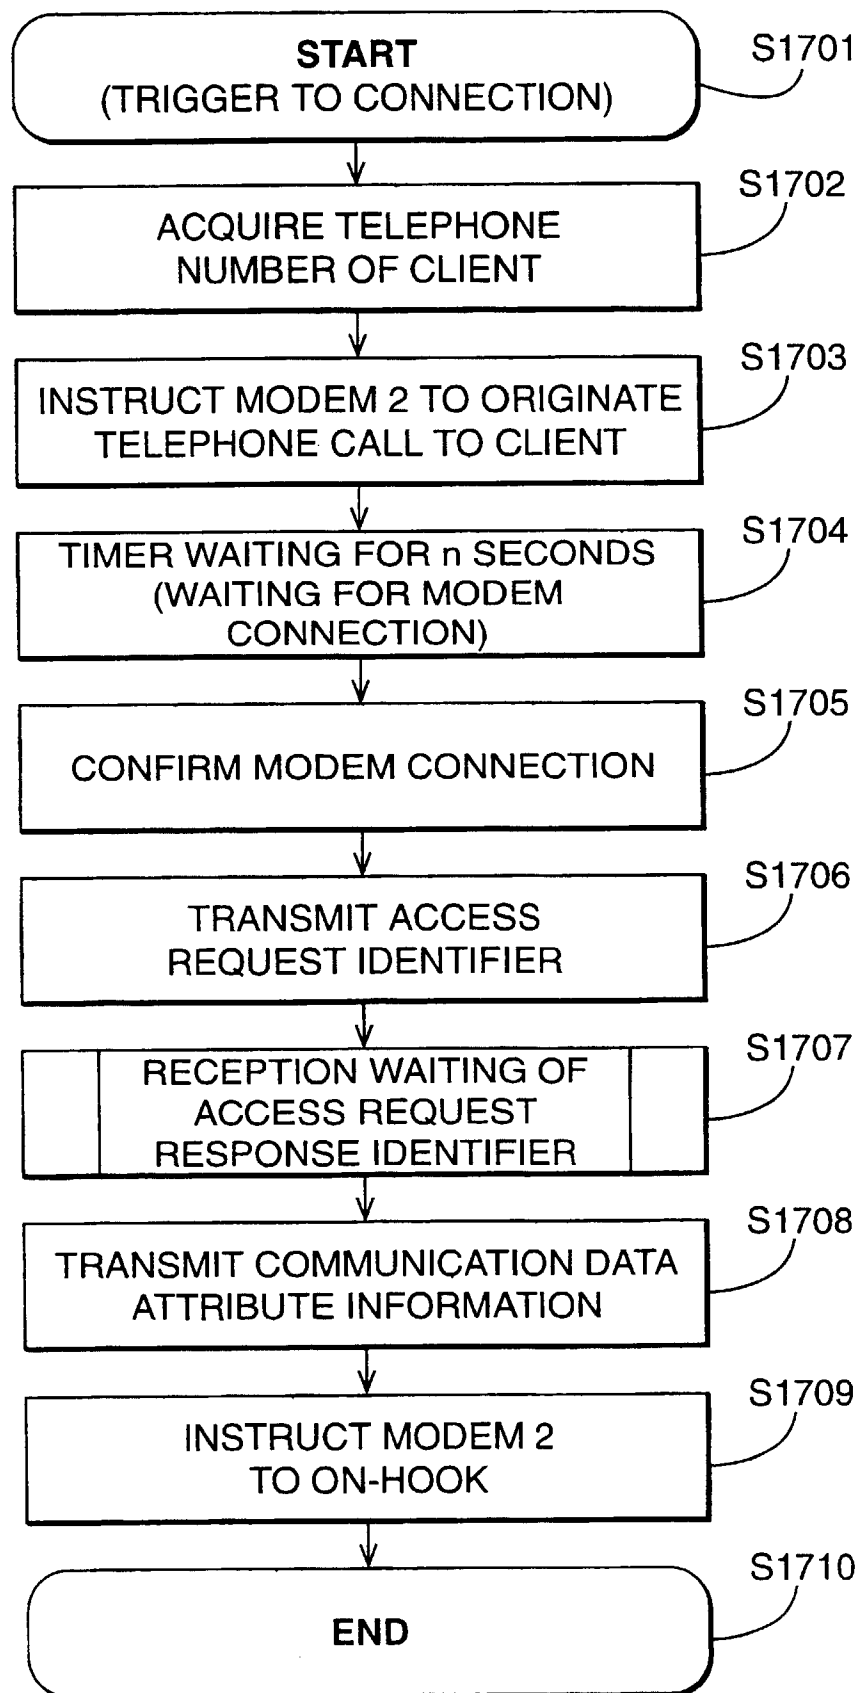 START
(TRIGGER TO CONNECTION)
S1701
ACQUIRE TELEPHONE
NUMBER OF CLIENT
S1702
INSTRUCT MODEM 2 TO ORIGINATE
TELEPHONE CALL TO CLIENT
S1703
TIMER WAITING FOR n SECONDS
(WAITING FOR MODEM
CONNECTION)
S1704
CONFIRM MODEM CONNECTION
S1705
TRANSMIT ACCESS
REQUEST IDENTIFIER
S1706
RECEPTION WAITING OF
ACCESS REQUEST
RESPONSE IDENTIFIER
S1707
TRANSMIT COMMUNICATION DATA
ATTRIBUTE INFORMATION
S1708
INSTRUCT MODEM 2
TO ON-HOOK
S1709
END
S1710